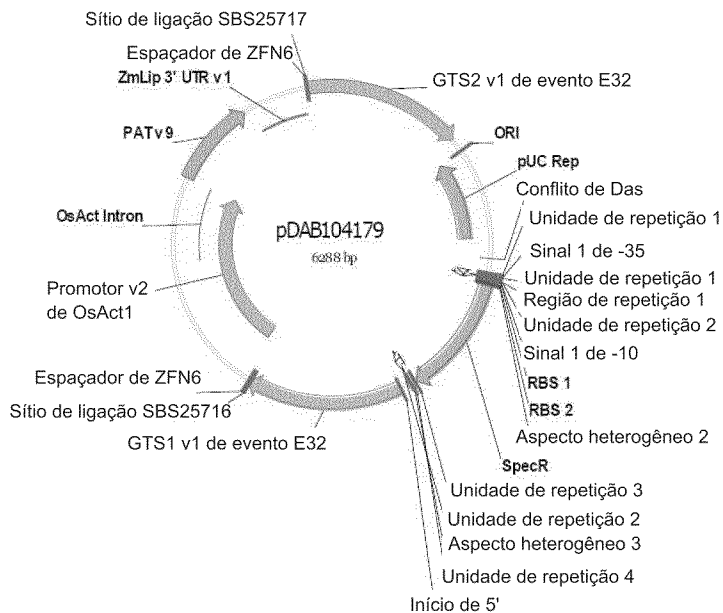 Sítio de ligação SBS25717
Espaçador de ZFN6
ZmLip 3' UTR v1
GTS2 v1 de evento E32
PATv9
ORI
pUC Rep
Conflito de Das
Unidade de repetição 1
OsAct Intron
pDAB104179
6288 bp
Sinal 1 de -35
Unidade de repetição 1
Região de repetição 1
Promotor v2
de OsAct1
Unidade de repetição 2
Sinal 1 de -10
Espaçador de ZFN6
RBS 1
Sítio de ligação SBS25716
RBS 2
GTS1 v1 de evento E32
Aspecto heterogêneo 2
SpecR
Unidade de repetição 3
Unidade de repetição 2
Aspecto heterogêneo 3
Unidade de repetição 4
Início de 5'